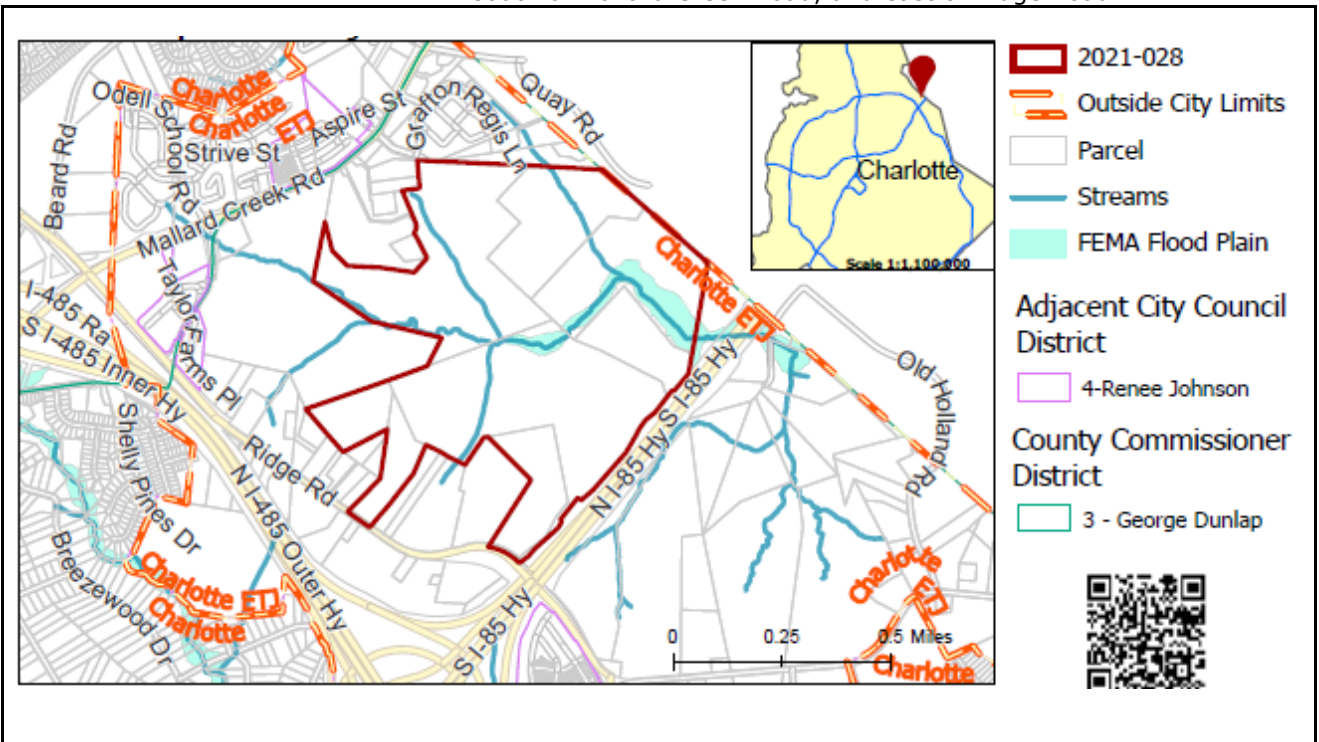 Quay Rd
Grafton
Regis Ln
Charlotte
Charlotte
ETJ
Aspire St
Odell School Rd
Strive St
Beard Rd
Mallard Creek Rd
Taylor Farms Pl
I-485 Ra
S I-485 Inner Hy
Shelly Pines Dr
Ridge Rd
N I-485 Outer Hy
Breezewood Dr
Charlotte ETJ
Charlotte
Charlotte ETJ
S I-85 Hy
N I-85 Hy
S I-85 Hy
Old Holland Rd
Charlotte
ETJ
Charlotte
0 0.25 0.5 Miles
Charlotte
Scale 1:1,100,000
2021-028
Outside City Limits
Parcel
Streams
FEMA Flood Plain
Adjacent City Council
District
4-Renee Johnson
County Commissioner
District
3 - George Dunlap